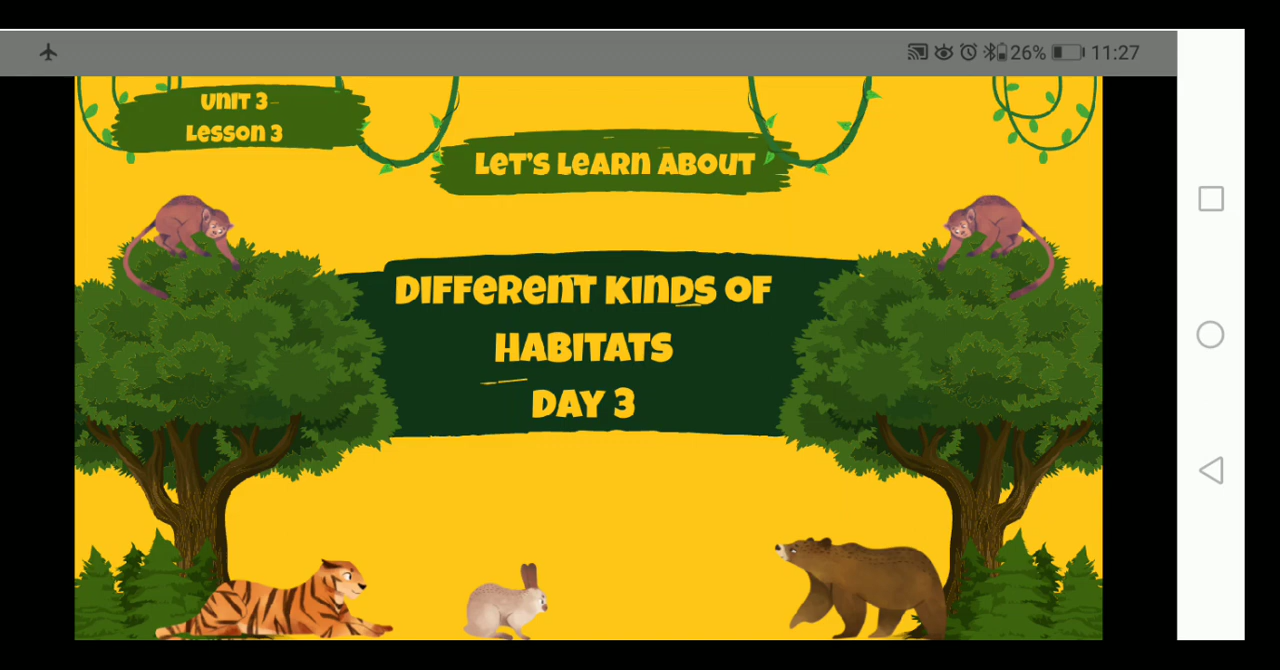 26% 11:27
UNIT 3
LESSON 3
LET'S LEARN ABOUT
DIFFERENT KINDS OF
HABITATS
DAY 3